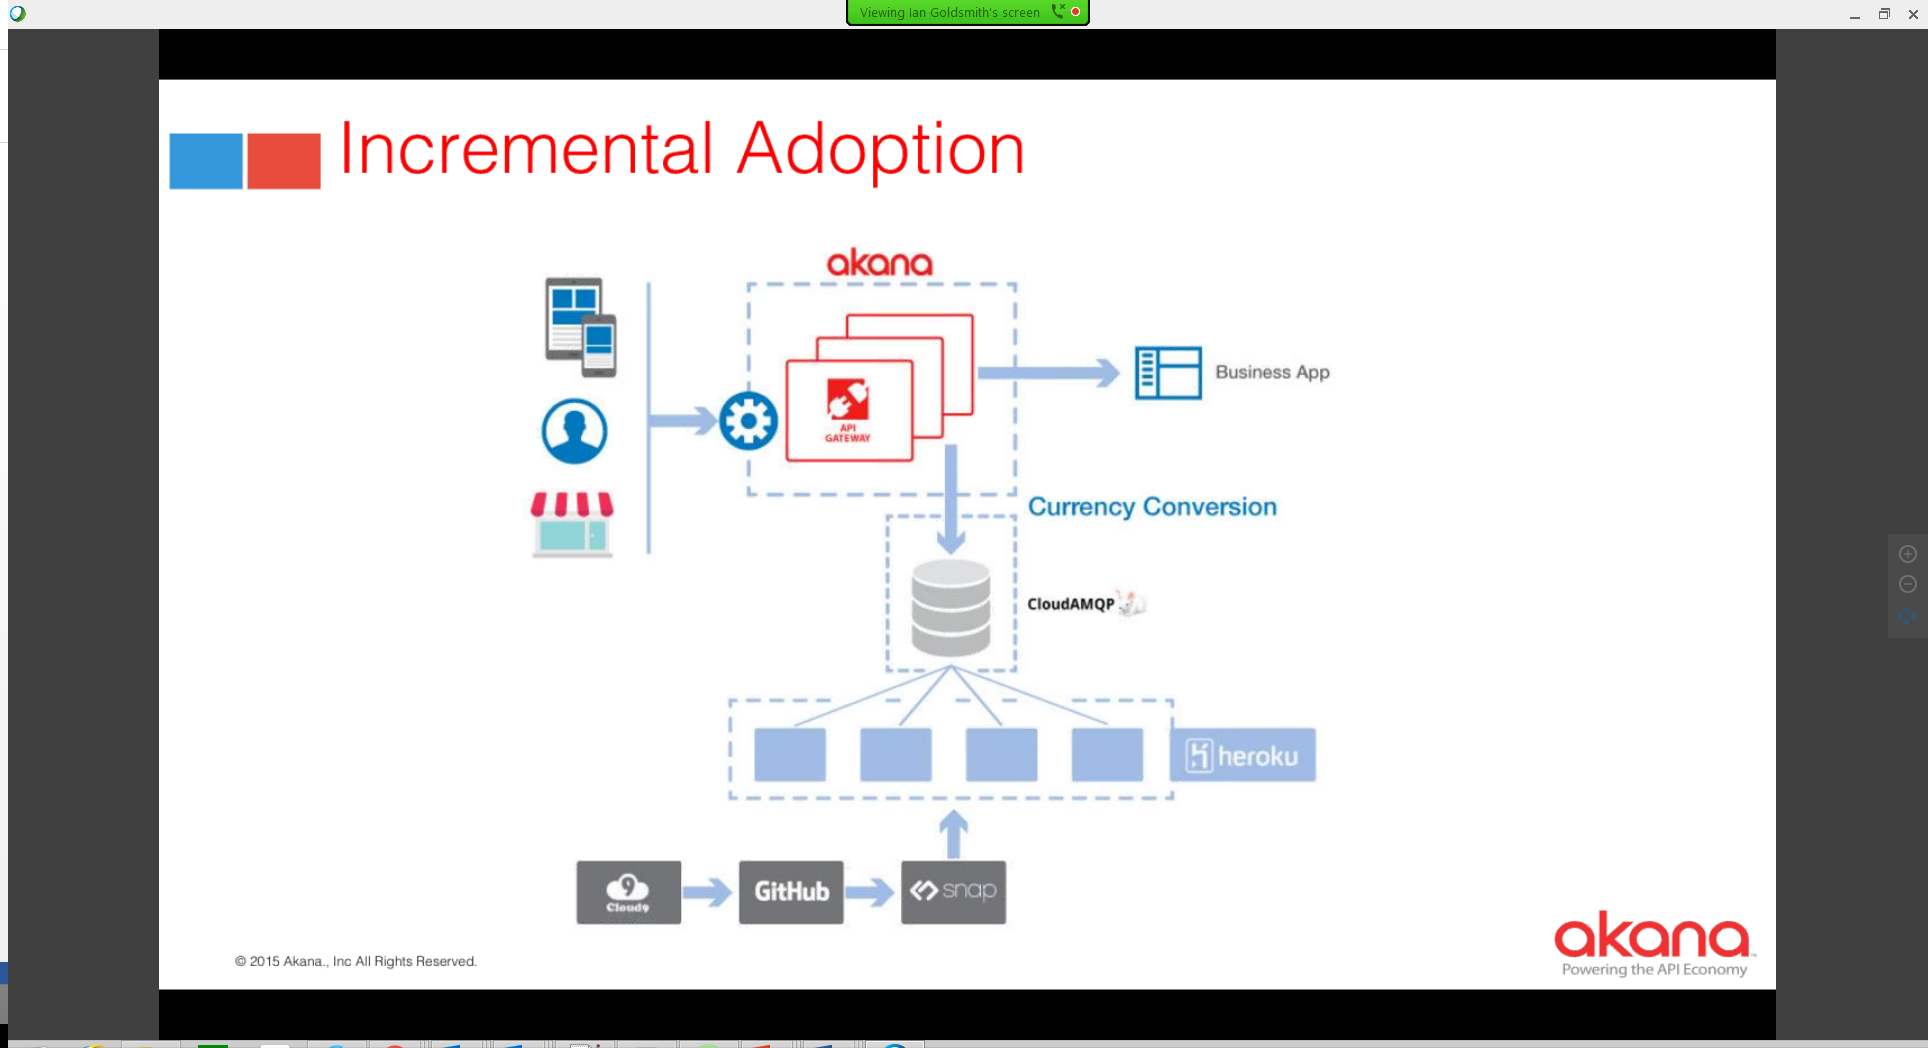 Viewing Ian Goldsmith's screen
Incremental Adoption
akana
API
GATEWAY
Business App
Currency Conversion
CloudAMQP
heroku
9
Cloud9
GitHub
snap
© 2015 Akana., Inc All Rights Reserved.
akana
Powering the API Economy